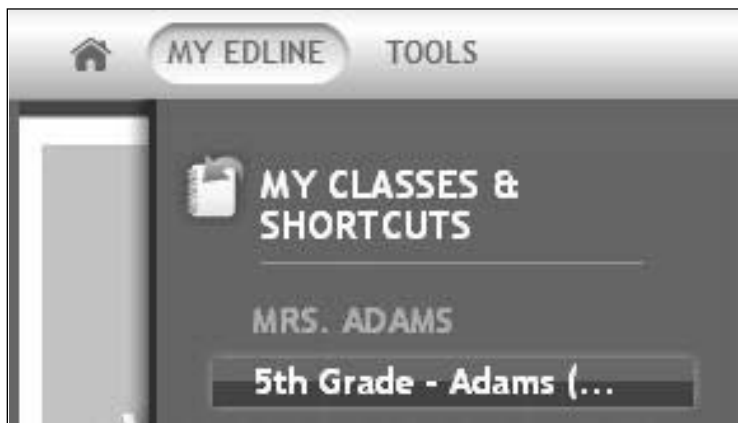 MY EDLINE TOOLS
MY CLASSES &
SHORTCUTS
MRS. ADAMS
5th Grade - Adams (...